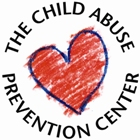 THE CHILD ABUSE
PREVENTION CENTER